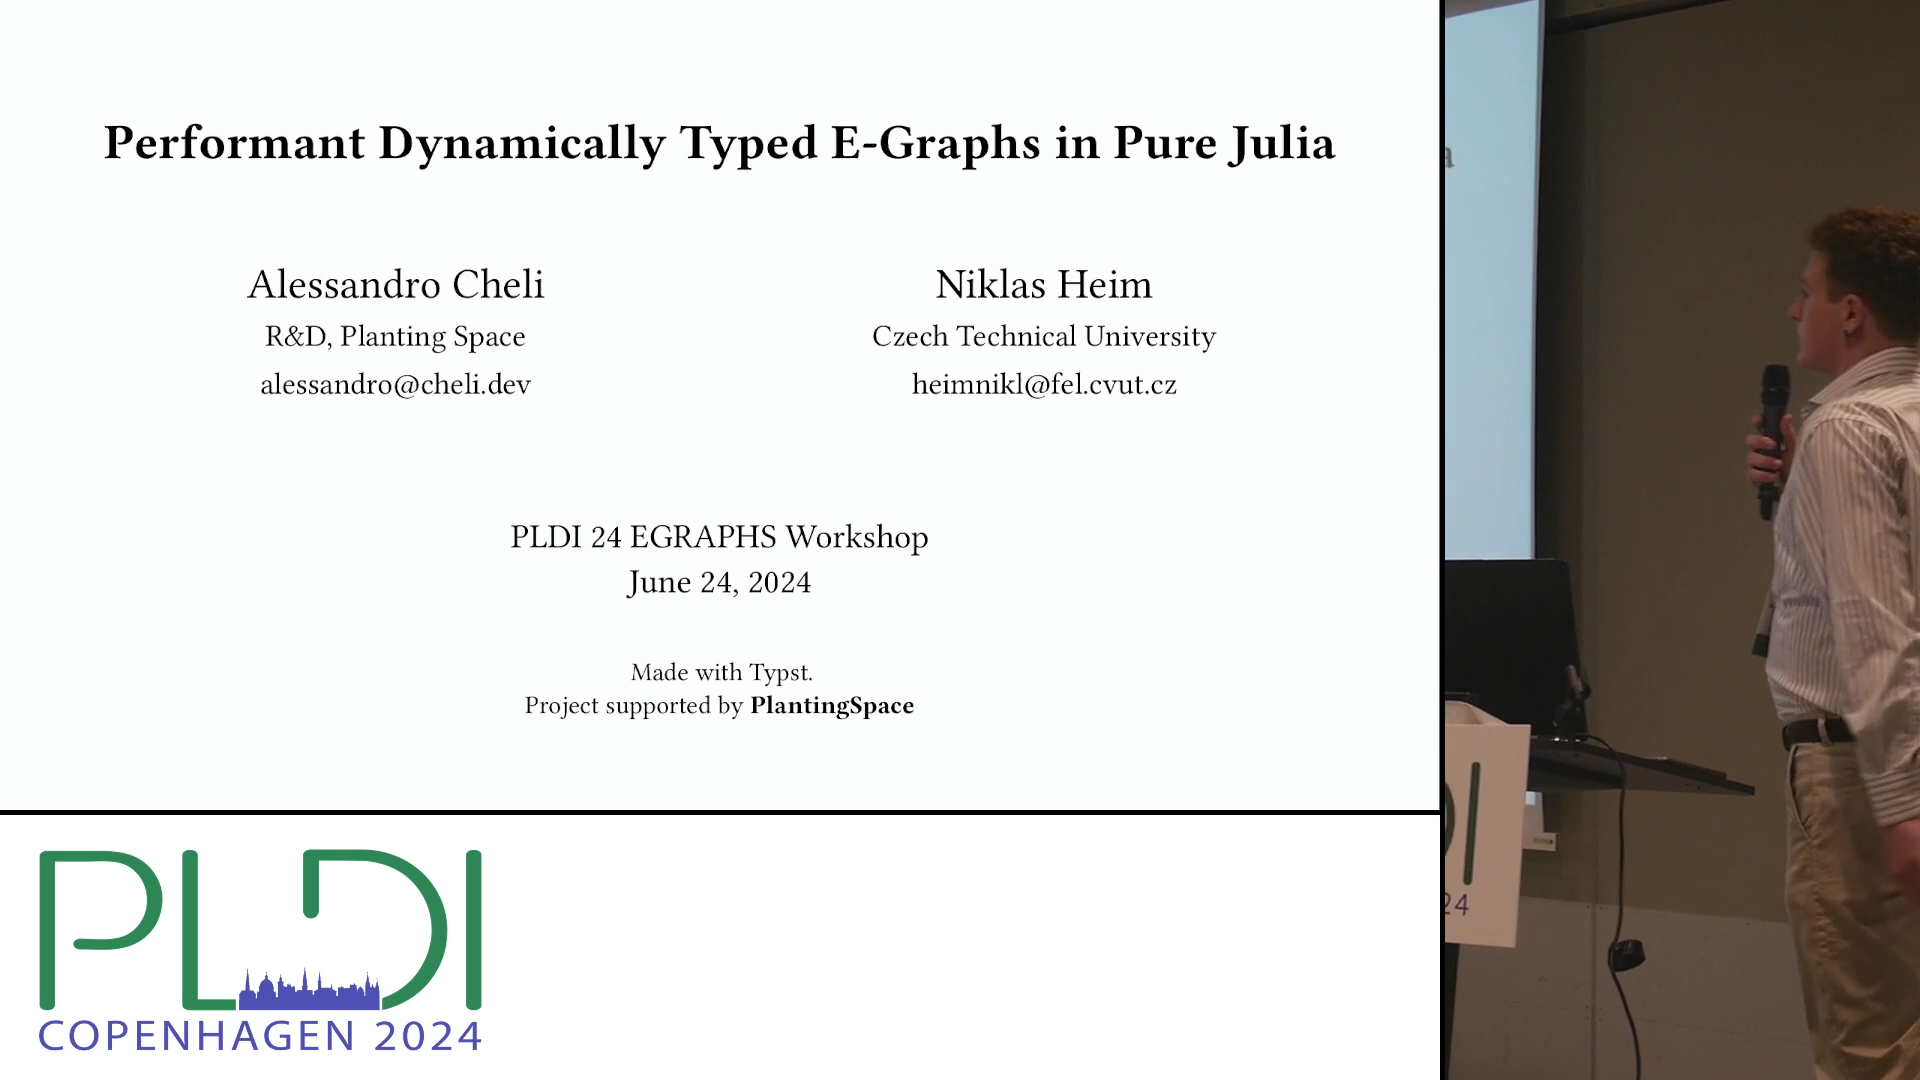 Performant Dynamically Typed E-Graphs in Pure Julia
Alessandro Cheli
R&D, Planting Space
alessandro@cheli.dev
Niklas Heim
Czech Technical University
heimnikl@fel.cvut.cz
PLDI 24 EGRAPHS Workshop
June 24, 2024
Made with Typst.
Project supported by PlantingSpace
PLDI
COPENHAGEN 2024
a
DI
24